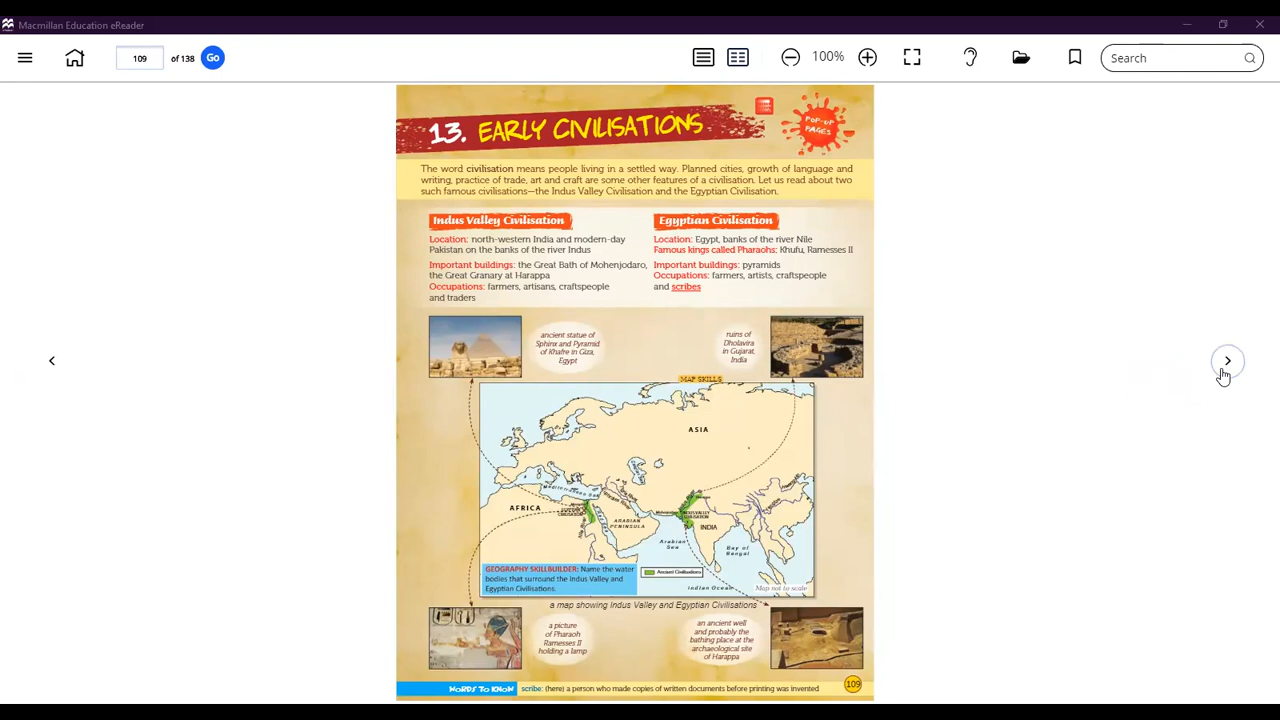 Macmillan Education eReader
109 of 138 Go
100%
Search
13. EARLY CIVILISATIONS
POP-UP
PAGES
The word civilisation means people living in a settled way. Planned cities, growth of language and
writing, practice of trade, art and craft are some other features of a civilisation. Let us read about two
such famous civilisations—the Indus Valley Civilisation and the Egyptian Civilisation.
Indus Valley Civilisation
Location: north-western India and modern-day
Pakistan on the banks of the river Indus
Important buildings: the Great Bath of Mohenjodaro,
the Great Granary at Harappa
Occupations: farmers, artisans, craftspeople
and traders
Egyptian Civilisation
Location: Egypt, banks of the river Nile
Famous kings called Pharaohs: Khufu, Ramesses II
Important buildings: pyramids
Occupations: farmers, artists, craftspeople
and scribes
ancient statue of
Sphinx and Pyramid
of Khafre in Giza,
Egypt
ruins of
Dholavira
in Gujarat,
India
MAP SKILLS
ASIA
Mediterranean Sea
AFRICA
ARABIAN
PENINSULA
INDUS VALLEY
CIVILISATION
INDIA
Arabian
Sea
Bay of
Bengal
Indian Ocean
GEOGRAPHY SKILLBUILDER: Name the water
bodies that surround the Indus Valley and
Egyptian Civilisations.
Ancient Civilisations
Map not to scale
a map showing Indus Valley and Egyptian Civilisations
a picture
of Pharaoh
Ramesses II
holding a lamp
an ancient well
and probably the
bathing place at the
archaeological site
of Harappa
WORDS TO KNOW scribe: (here) a person who made copies of written documents before printing was invented
109